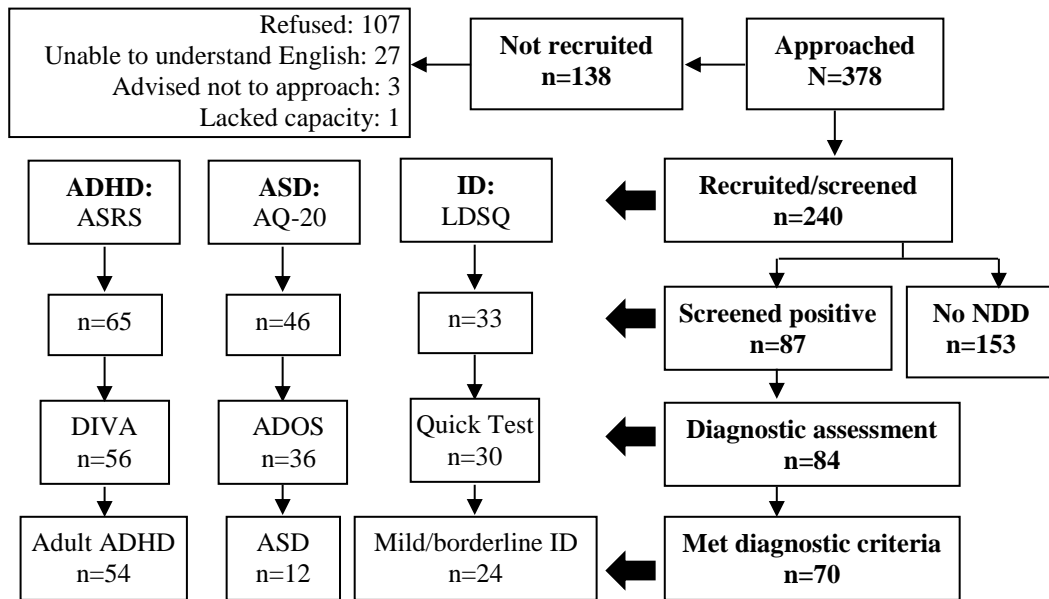 Refused: 107
Unable to understand English: 27
Advised not to approach: 3
Lacked capacity: 1
Not recruited
n=138
Approached
N=378
ADHD:
ASRS
ASD:
AQ-20
ID:
LDSQ
Recruited/screened
n=240
n=65
n=46
n=33
Screened positive
n=87
No NDD
n=153
DIVA
n=56
ADOS
n=36
Quick Test
n=30
Diagnostic assessment
n=84
Adult ADHD
n=54
ASD
n=12
Mild/borderline ID
n=24
Met diagnostic criteria
n=70